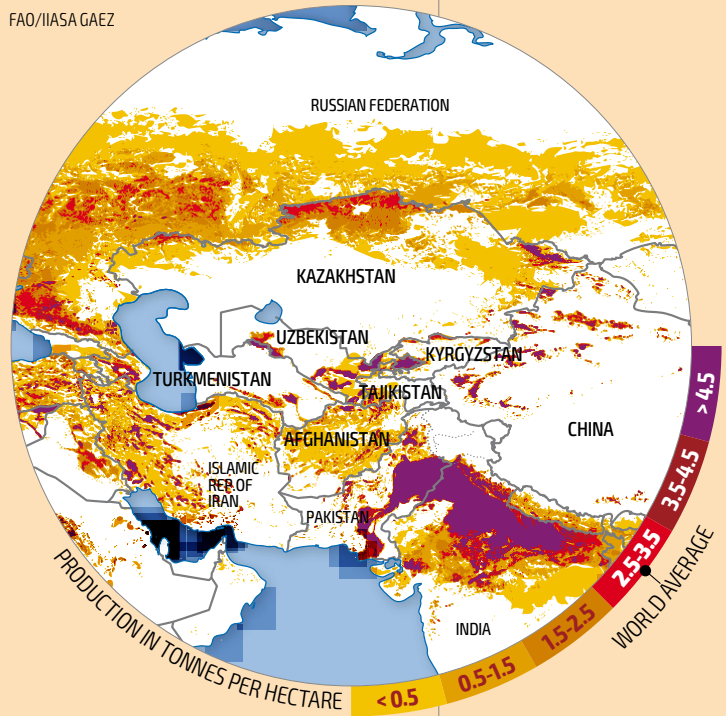 FAO/IIASA GAEZ
RUSSIAN FEDERATION
KAZAKHSTAN
UZBEKISTAN
KYRGYZSTAN
TURKMENISTAN
TAJIKISTAN
AFGHANISTAN
CHINA
ISLAMIC
REP OF
IRAN
PAKISTAN
INDIA
PRODUCTION IN TONNES PER HECTARE
< 0.5
0.5-1.5
1.5-2.5
2.5-3.5
3.5-4.5
> 4.5
WORLD AVERAGE